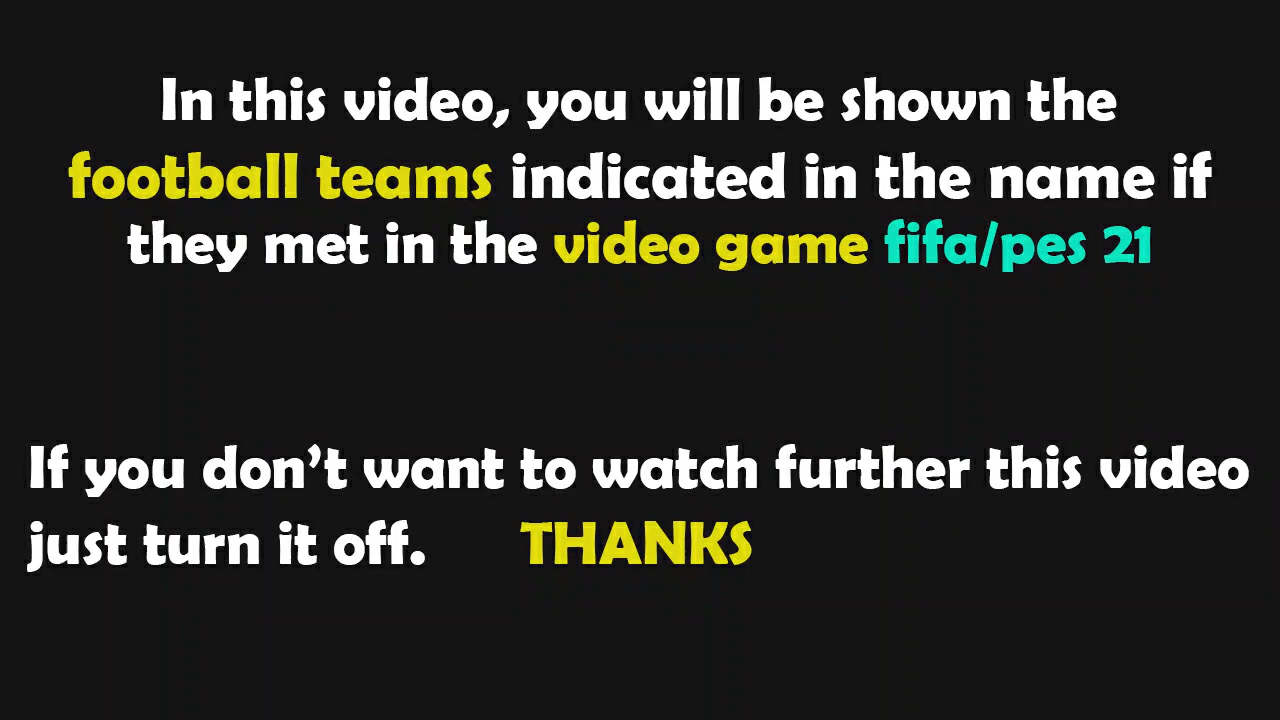 In this video, you will be shown the
football teams indicated in the name if
they met in the video game fifa/pes 21
If you don't want to watch further this video
just turn it off. THANKS